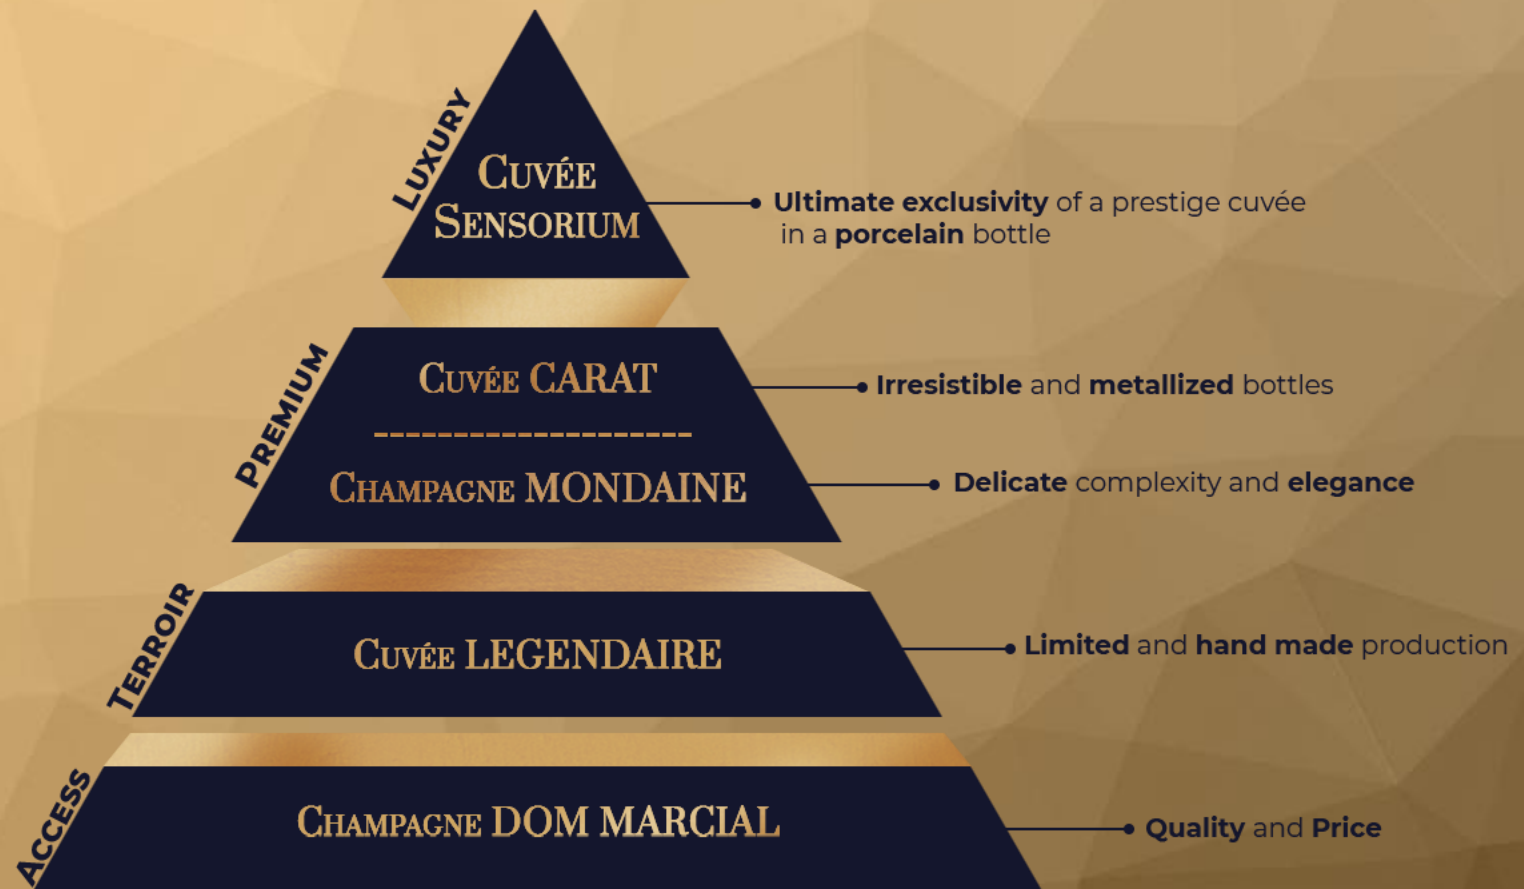 LUXURY
CUVÉE
SENSORIUM
Ultimate exclusivity of a prestige cuvée
in a porcelain bottle
PREMIUM
CUVÉE CARAT
Irresistible and metallized bottles
CHAMPAGNE MONDAINE
Delicate complexity and elegance
TERROIR
CUVÉE LEGENDAIRE
Limited and hand made production
ACCESS
CHAMPAGNE DOM MARCIAL
Quality and Price